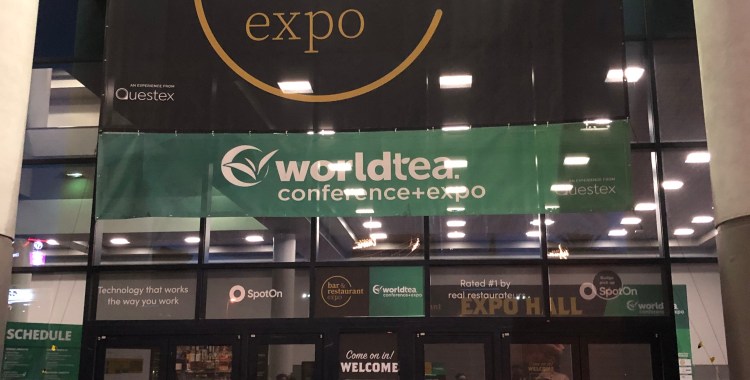 expo
AN EXPERIENCE FROM
Questex
worldtea
conference+expo
AN EXPERIENCE FROM
Questex
Technology that works
the way you work
SpotOn
bar &
restaurant
expo
worldtea
conference+expo
Rated #1 by
real restaurateurs
EXPO HALL
SpotOn
world
SCHEDULE
Come on in!
WELCOME